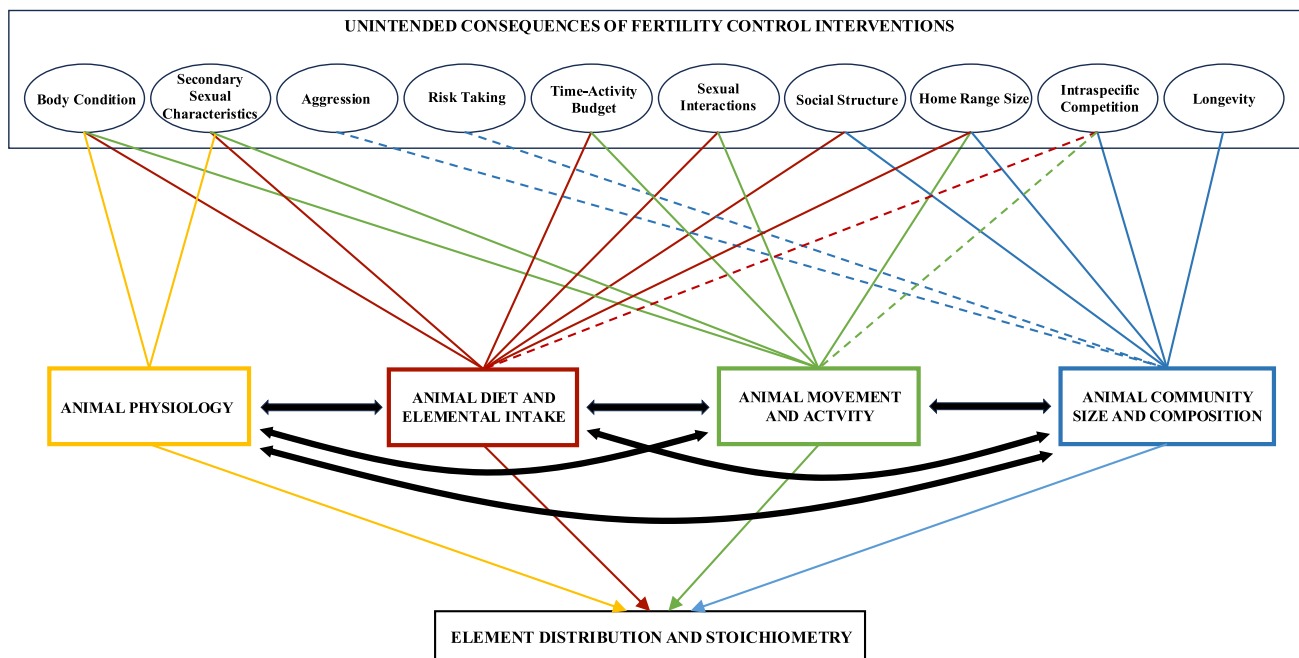 UNINTENDED CONSEQUENCES OF FERTILITY CONTROL INTERVENTIONS
Body Condition
Secondary
Sexual
Characteristics
Aggression
Risk Taking
Time-Activity
Budget
Sexual
Interactions
Social Structure
Home Range Size
Intraspecific
Competition
Longevity
ANIMAL PHYSIOLOGY
ANIMAL DIET AND
ELEMENTAL INTAKE
ANIMAL MOVEMENT
AND ACTVITY
ANIMAL COMMUNITY
SIZE AND COMPOSITION
ELEMENT DISTRIBUTION AND STOICHIOMETRY